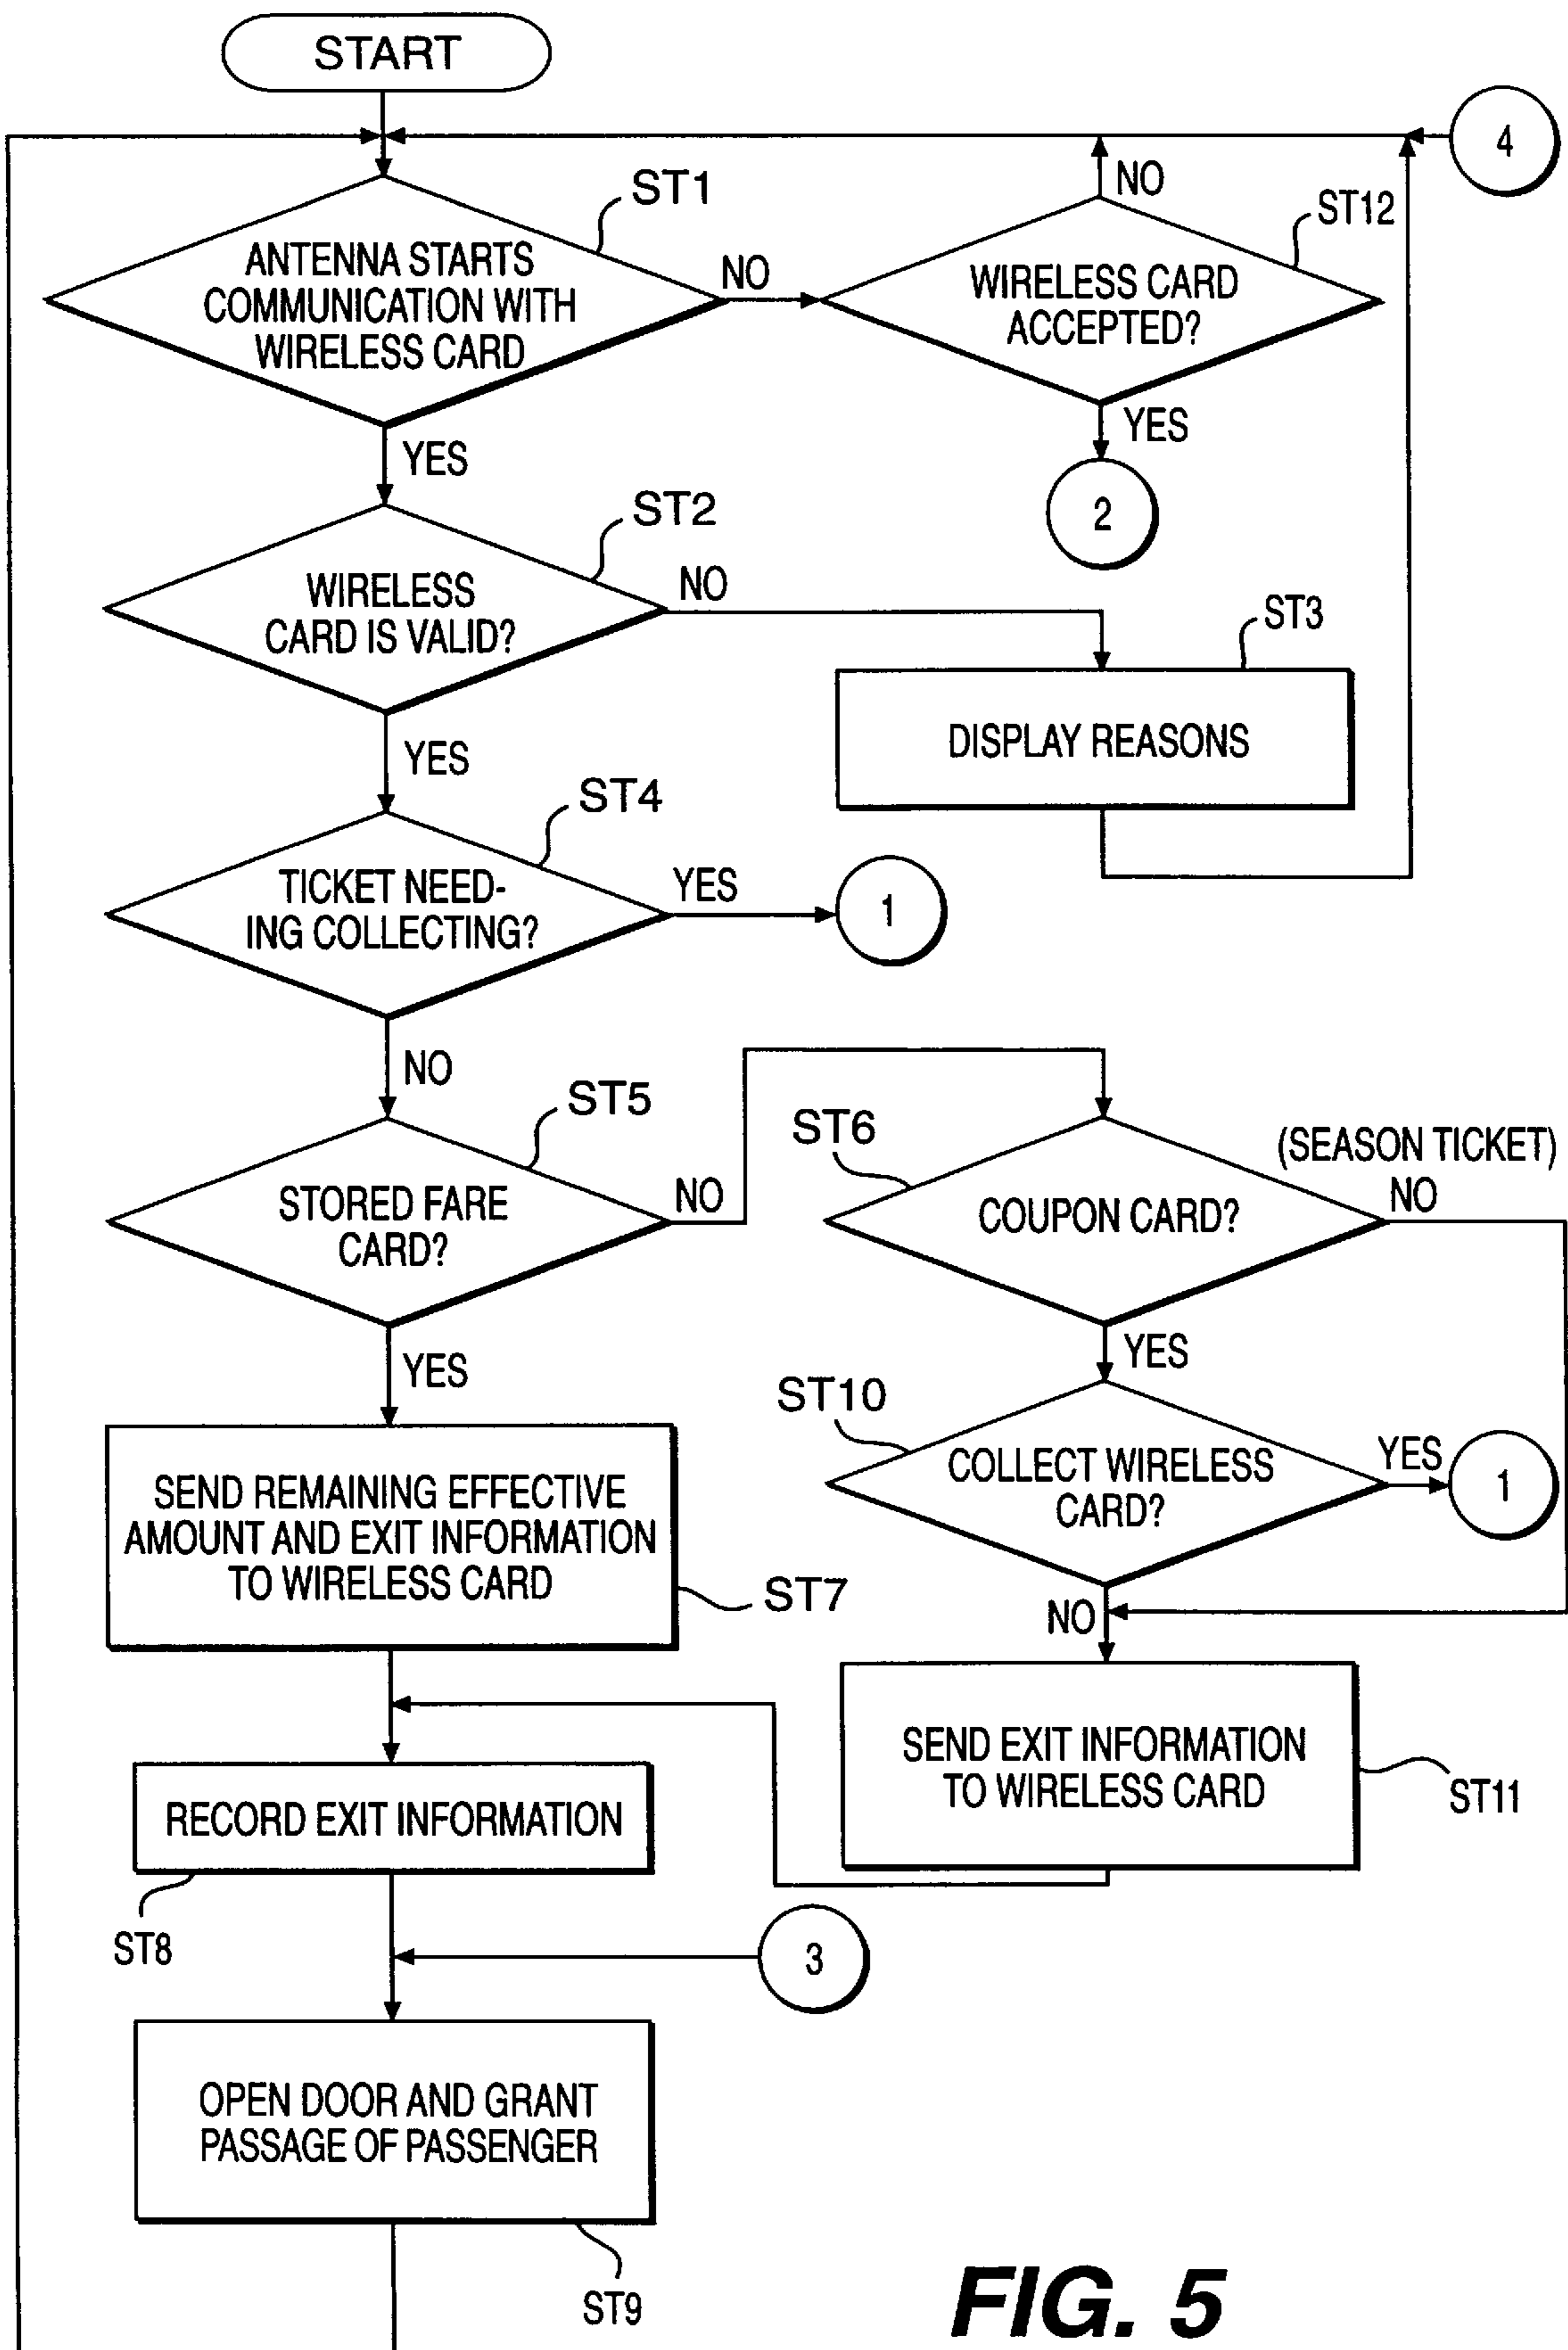 START
4
ST1
NO
ST12
ANTENNA STARTS
COMMUNICATION WITH
WIRELESS CARD
NO
WIRELESS CARD
ACCEPTED?
YES
YES
2
ST2
WIRELESS
CARD IS VALID?
NO
ST3
DISPLAY REASONS
YES
ST4
TICKET NEED-
ING COLLECTING?
YES
1
NO
ST5
STORED FARE
CARD?
NO
ST6
COUPON CARD?
(SEASON TICKET)
NO
YES
YES
ST10
COLLECT WIRELESS
CARD?
YES
1
SEND REMAINING EFFECTIVE
AMOUNT AND EXIT INFORMATION
TO WIRELESS CARD
ST7
NO
SEND EXIT INFORMATION
TO WIRELESS CARD
ST11
RECORD EXIT INFORMATION
ST8
3
OPEN DOOR AND GRANT
PASSAGE OF PASSENGER
ST9
FIG. 5